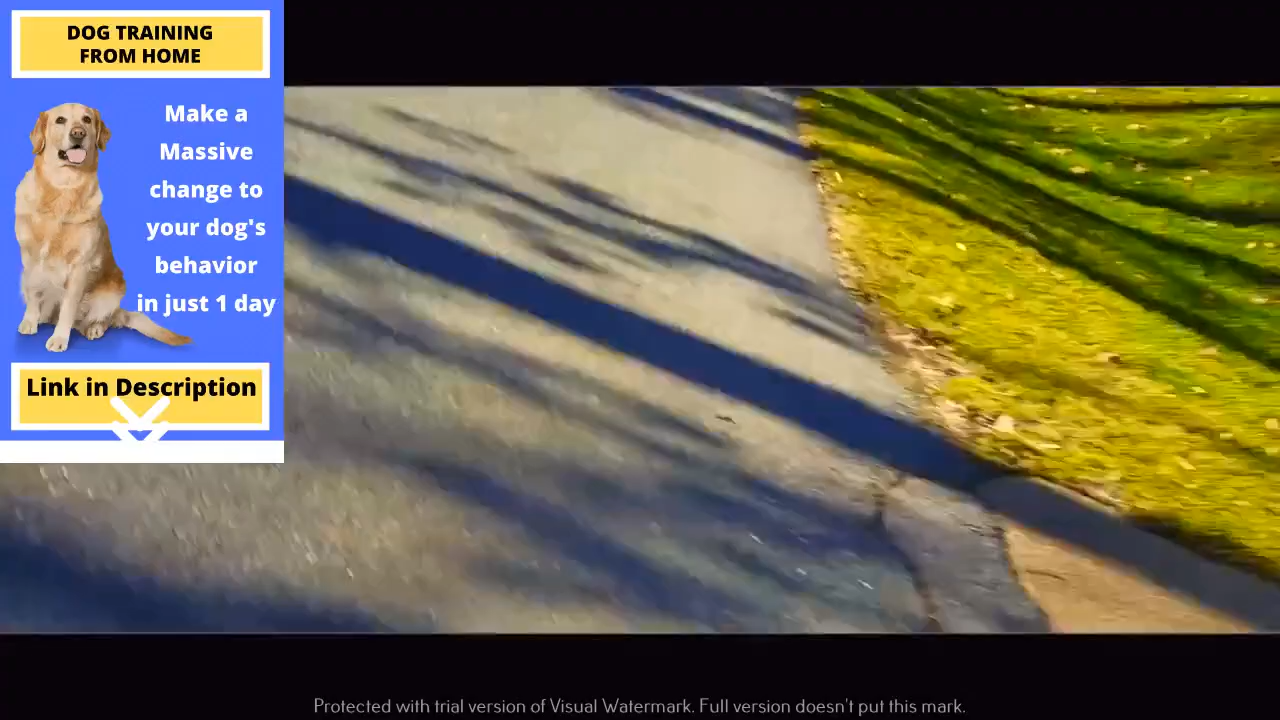 DOG TRAINING
FROM HOME
Make a
Massive
change to
your dog's
behavior
in just 1 day
Link in Description
Protected with trial version of Visual Watermark. Full version doesn't put this mark.